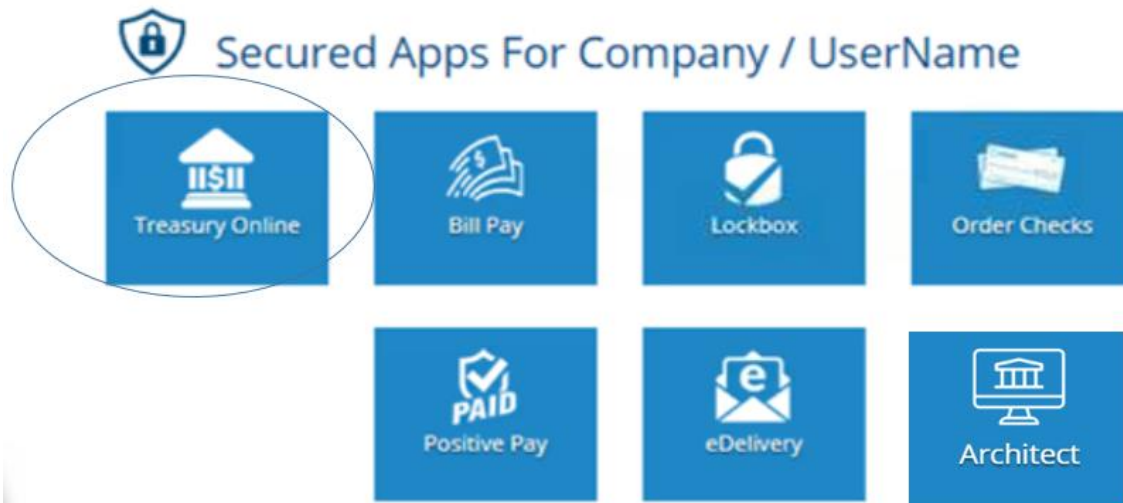 Secured Apps For Company / UserName
$
Treasury Online
$
Bill Pay
Lockbox
Order Checks
PAID
Positive Pay
e
eDelivery
Architect